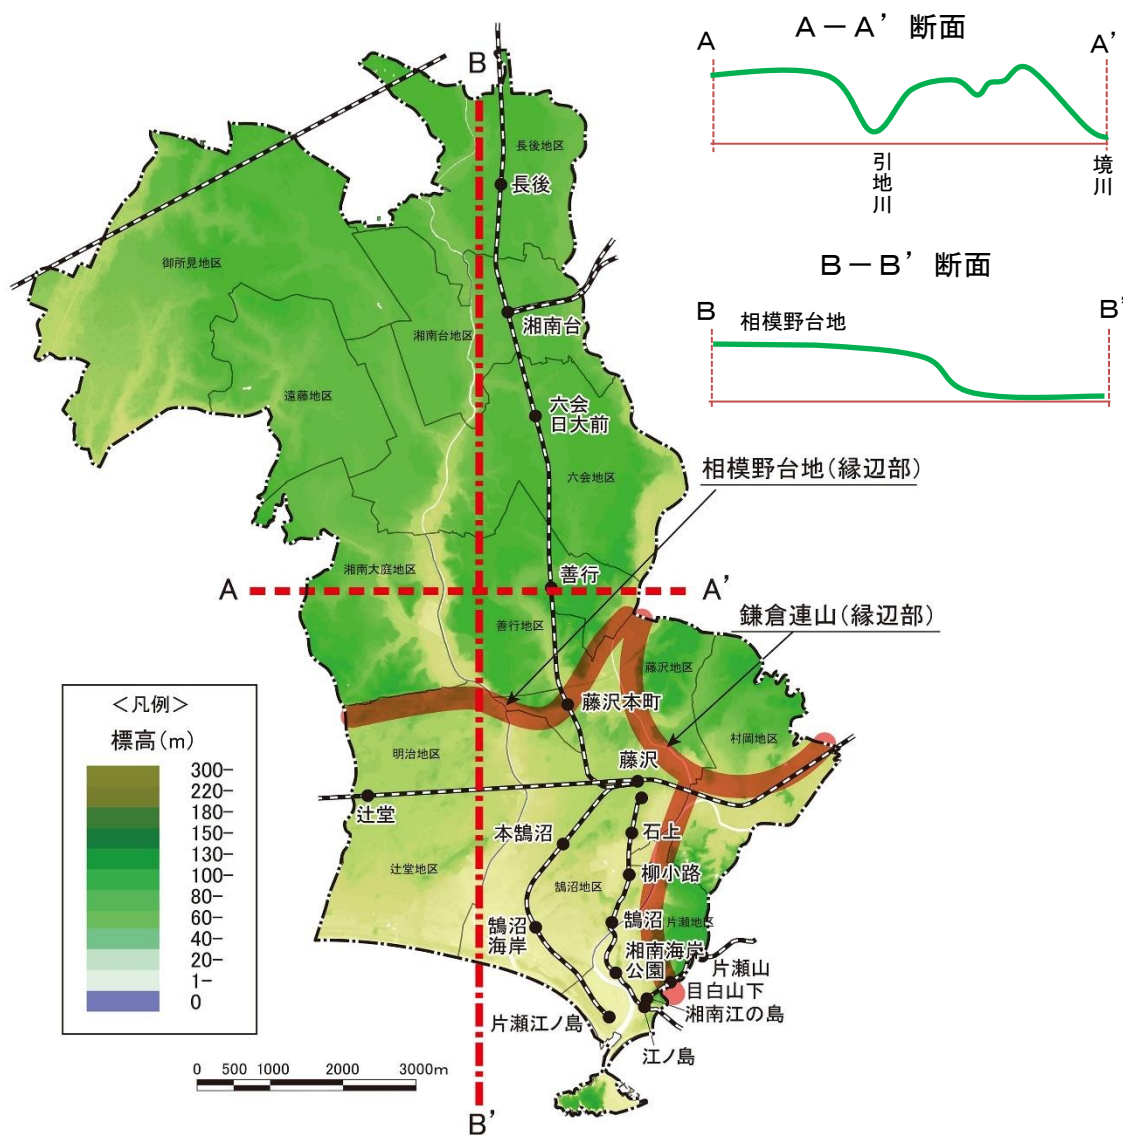 A－A’ 断面
A
A’
引地川
境川
B－B’ 断面
B
B’
相模野台地
B
長後地区
長後
御所見地区
湘南台地区
湘南台
遠藤地区
六会
日大前
六会地区
相模野台地(縁辺部)
湘南大庭地区
善行
A
A’
善行地区
鎌倉連山(縁辺部)
藤沢地区
藤沢本町
村岡地区
明治地区
藤沢
辻堂
本鵠沼
石上
辻堂地区
柳小路
鵠沼地区
鵠沼
海岸
鵠沼
片瀬地区
湘南海岸
公園
片瀬山
目白山下
湘南江の島
片瀬江ノ島
江ノ島
B’
＜凡例＞
標高(m)
300-
220-
180-
150-
130-
100-
80-
60-
40-
20-
1-
0
0 500 1000 2000 3000m